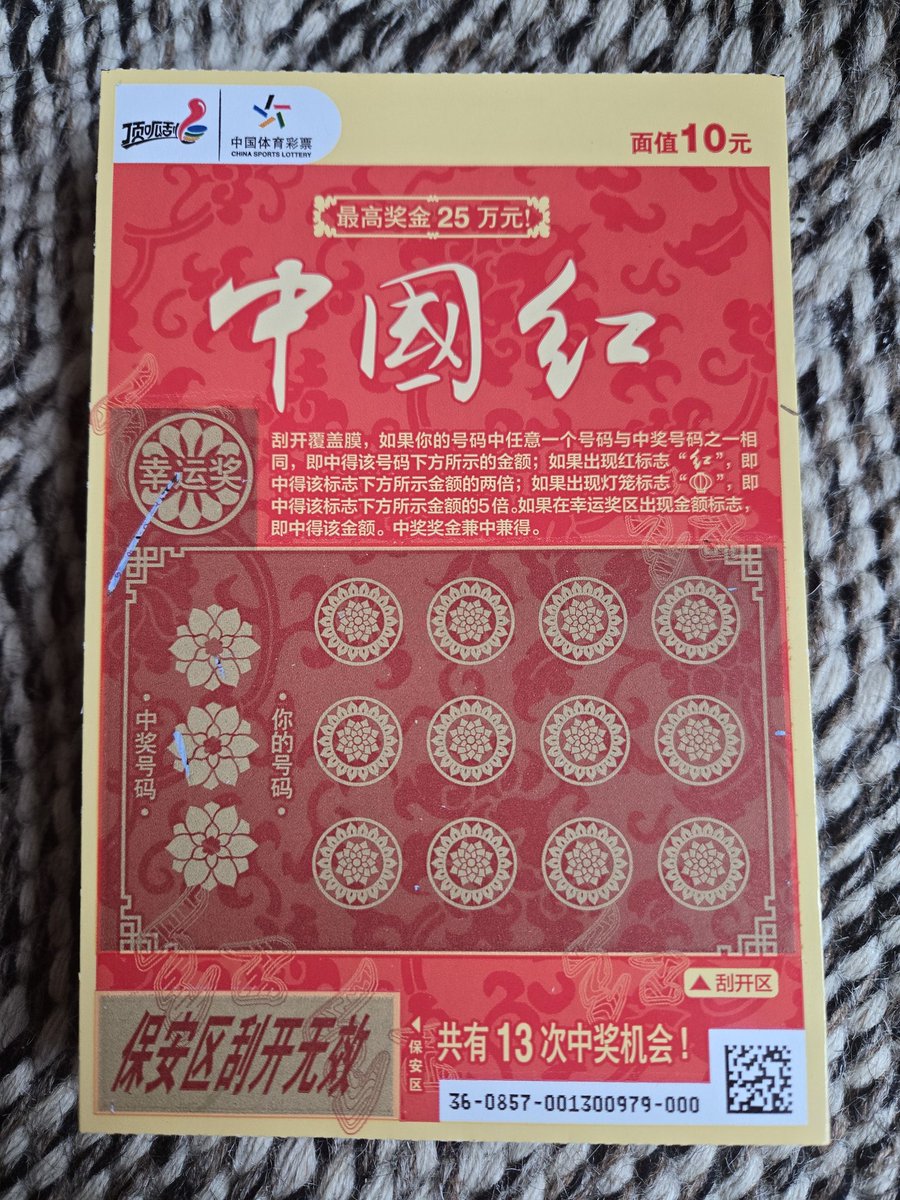 顶呱刮
中国体育彩票
CHINA SPORTS LOTTERY
面值10元
最高奖金 25 万元!
中國红
刮开覆盖膜，如果你的号码中任意一个号码与中奖号码之一相
同，即中得该号码下方所示的金额；如果出现红标志“红”，即
中得该标志下方所示金额的两倍；如果出现灯笼标志“”，即
中得该标志下方所示金额的5倍。如果在幸运奖区出现金额标志，
即中得该金额。中奖奖金兼中兼得。
幸运奖
·中奖号码·
·你的号码·
▲刮开区
保安区刮开无效
◀保安区
共有 13 次中奖机会！
36-0857-001300979-000